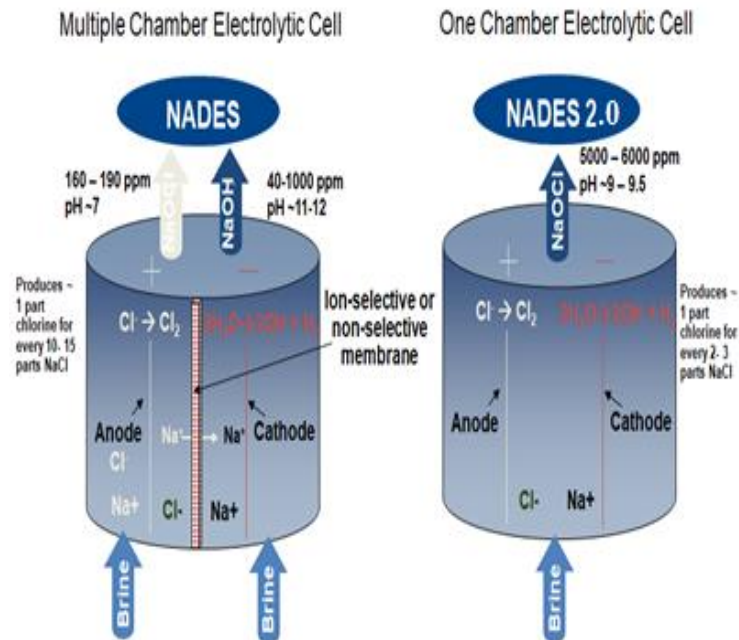 Multiple Chamber Electrolytic Cell
One Chamber Electrolytic Cell
NADES
NADES 2.0
160 – 190 ppm
pH ~7
NaOCl
NaOH
40-1000 ppm
pH ~11-12
5000 – 6000 ppm
pH ~9 – 9.5
NaOCl
Produces ~
1 part
chlorine for
every 10- 15
parts NaCl
+
−
Cl⁻ → Cl₂
Ion-selective or
non-selective
membrane
Anode
Cathode
Na⁺ → Na⁺
Cl⁻
Na+
Cl-
Na+
Brine
Brine
+
−
Cl⁻ → Cl₂
Produces ~
1 part
chlorine for
every 2- 3
parts NaCl
Anode
Cathode
Cl-
Na+
Brine